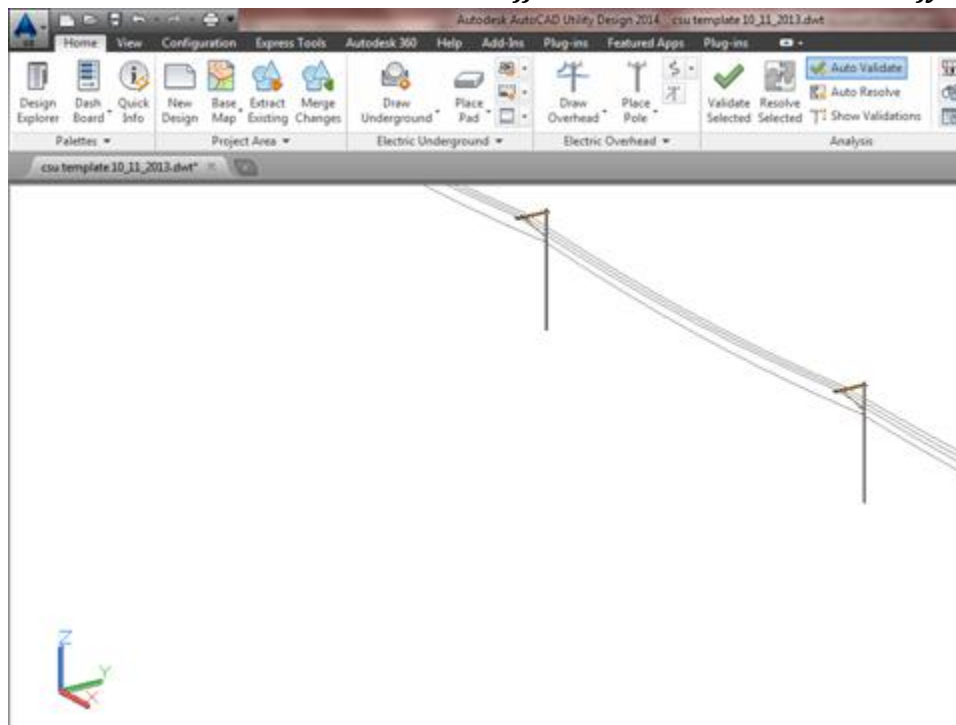 Autodesk AutoCAD Utility Design 2014 csu template 10_11_2013.dwt
Home View Configuration Express Tools Autodesk 360 Help Add-Ins Plug-ins Featured Apps Plug-ins
Design Explorer
Dash Board
Quick Info
New Design
Base Map
Extract Existing
Merge Changes
Draw Underground
Place Pad
Draw Overhead
Place Pole
Validate Selected
Resolve Selected
Auto Validate
Auto Resolve
Show Validations
Palettes Project Area Electric Underground Electric Overhead Analysis
csu template 10_11_2013.dwt*
Z
Y
X